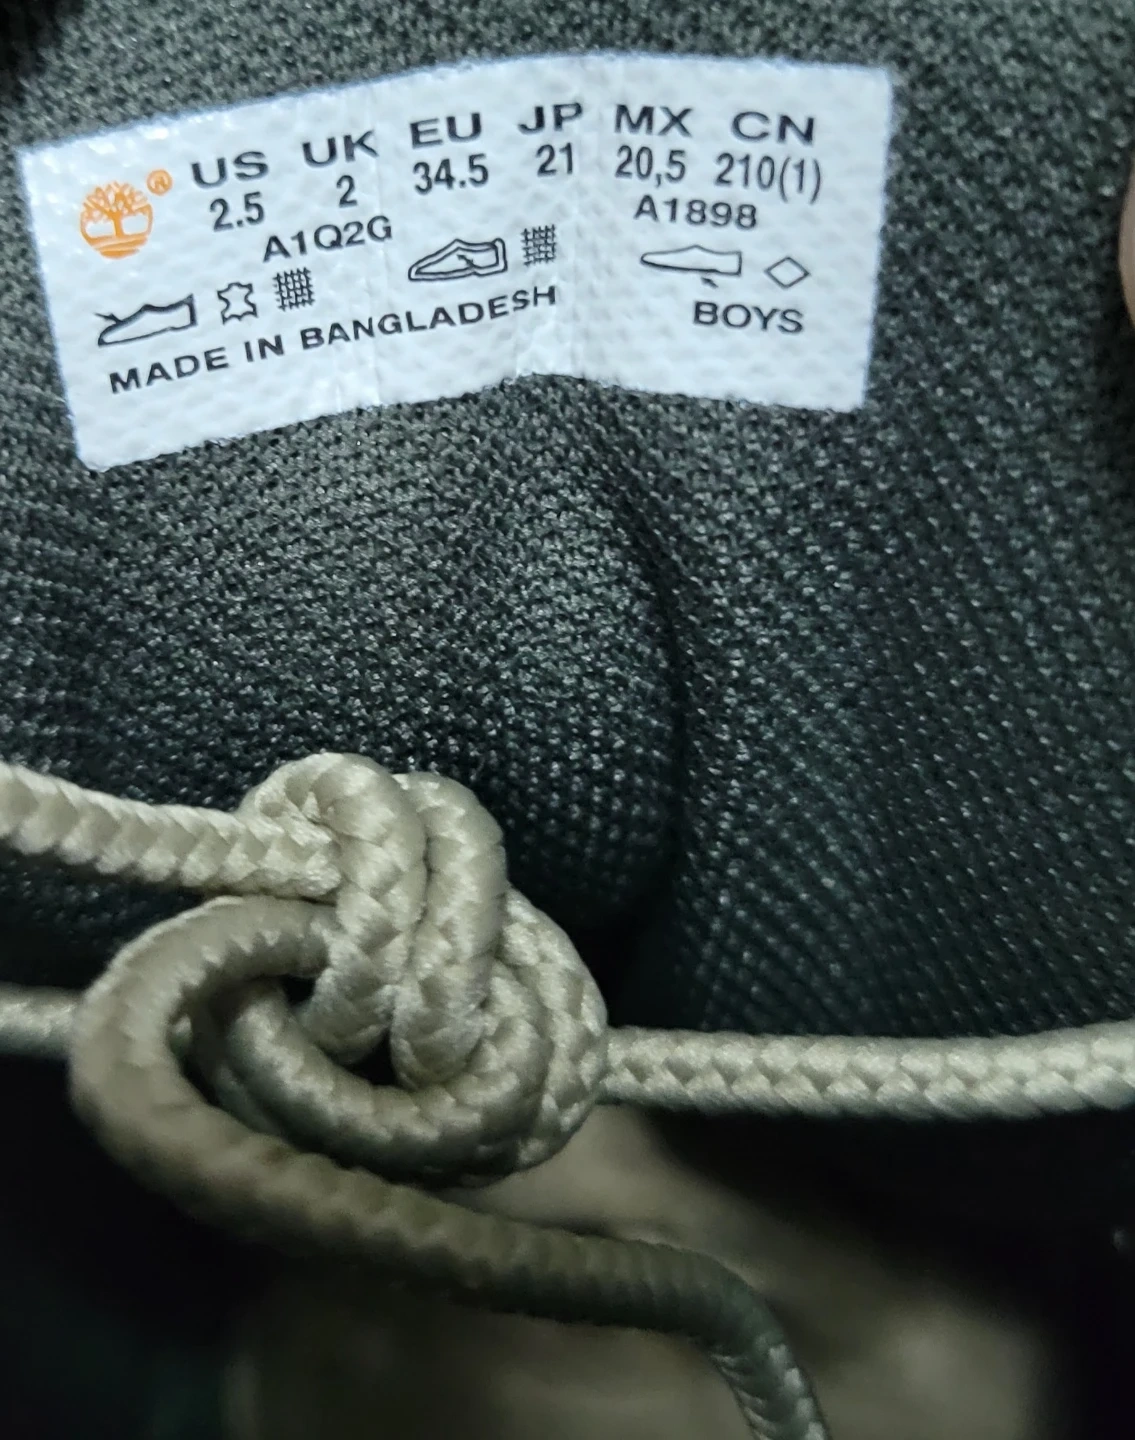 ® US UK EU JP MX CN
2.5 2 34.5 21 20,5 210(1)
A1Q2G A1898
MADE IN BANGLADESH BOYS